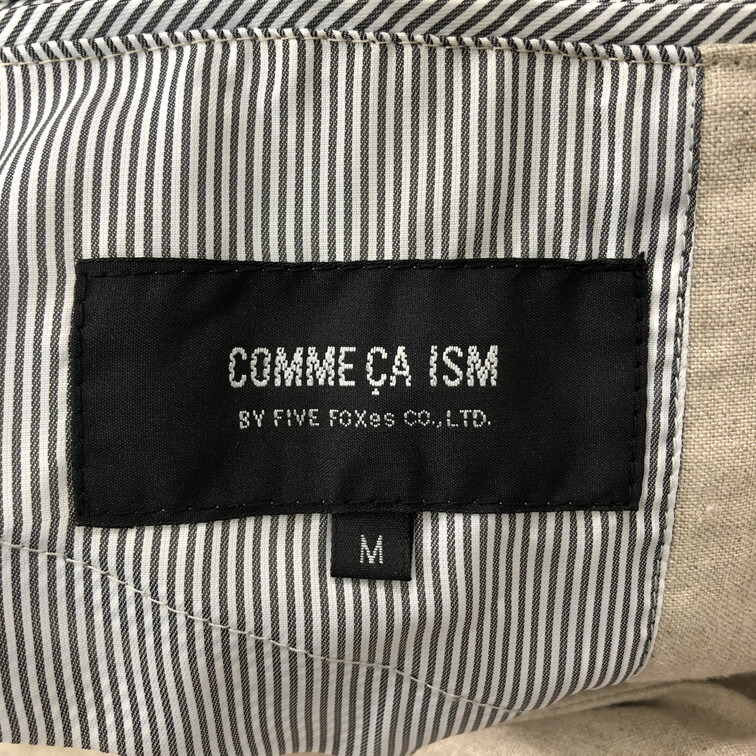 COMME ÇA ISM
BY FIVE FOXes CO.,LTD.
M